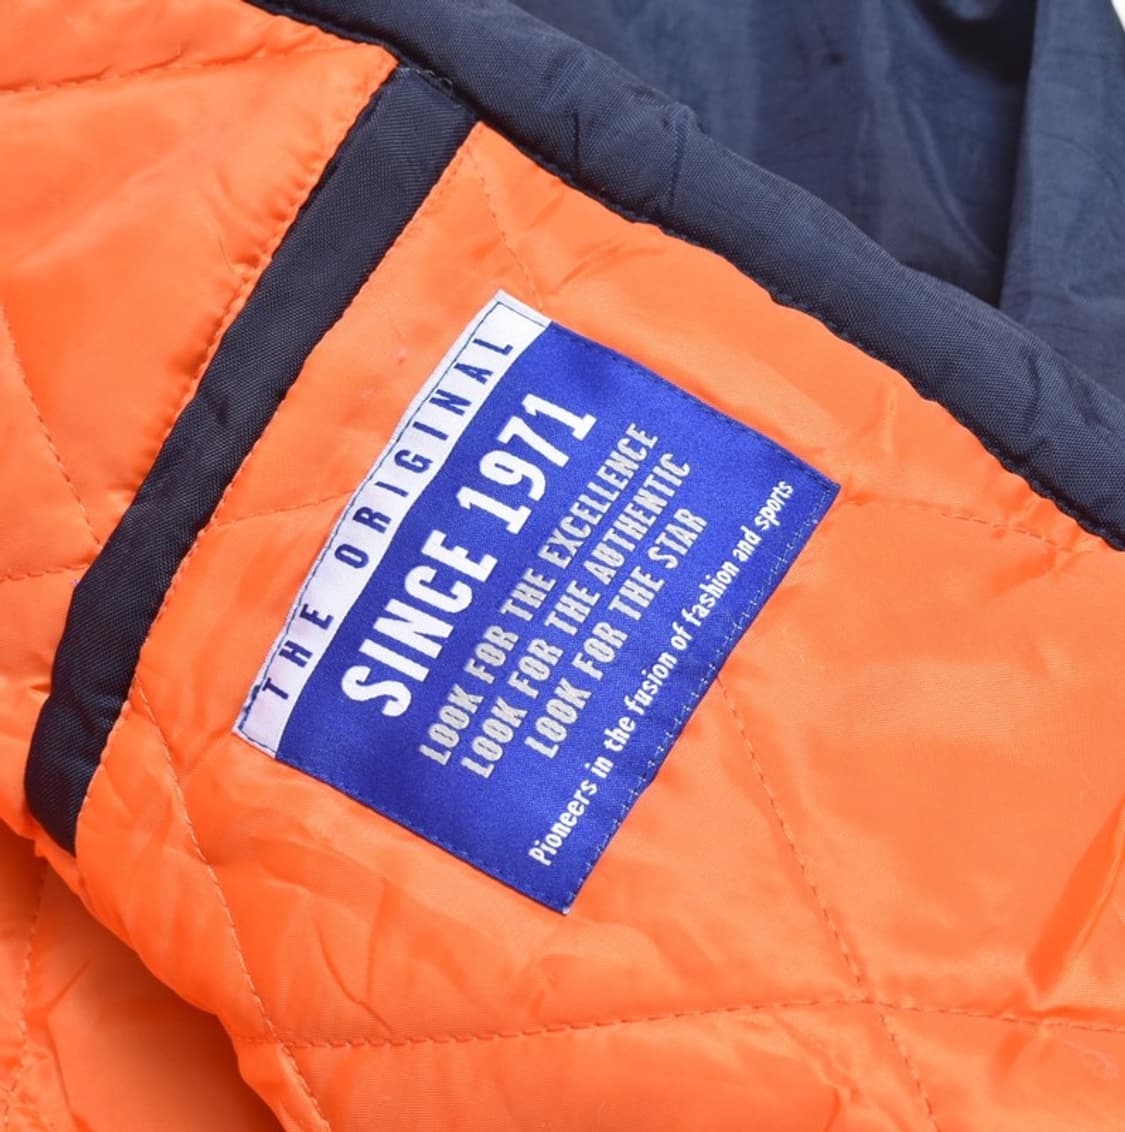 THE ORIGINAL
SINCE 1971
LOOK FOR THE EXCELLENCE
LOOK FOR THE AUTHENTIC
LOOK FOR THE STAR
Pioneers in the fusion of fashion and sports